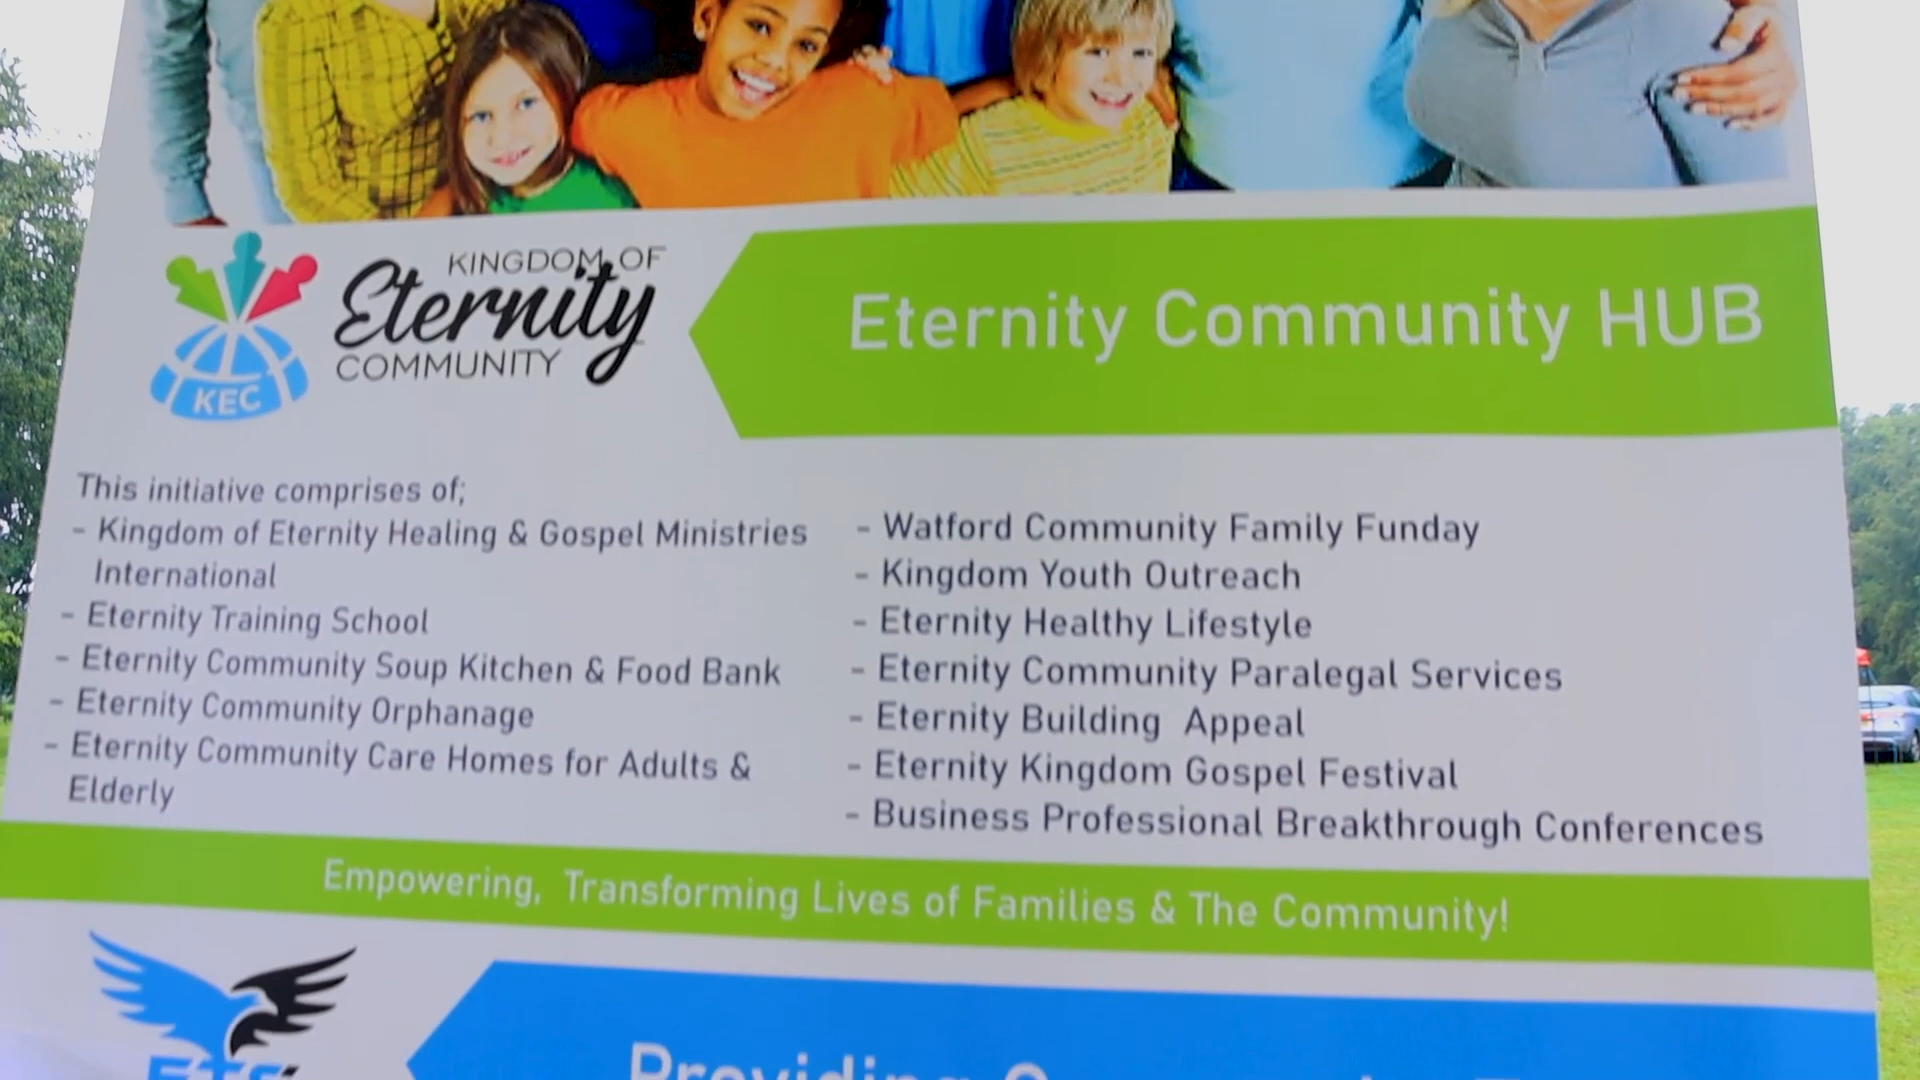 KINGDOM OF
Eternity
COMMUNITY
KEC
Eternity Community HUB
This initiative comprises of;
- Kingdom of Eternity Healing & Gospel Ministries
International
- Eternity Training School
- Eternity Community Soup Kitchen & Food Bank
- Eternity Community Orphanage
- Eternity Community Care Homes for Adults &
Elderly
- Watford Community Family Funday
- Kingdom Youth Outreach
- Eternity Healthy Lifestyle
- Eternity Community Paralegal Services
- Eternity Building  Appeal
- Eternity Kingdom Gospel Festival
- Business Professional Breakthrough Conferences
Empowering,  Transforming Lives of Families & The Community!
Providing